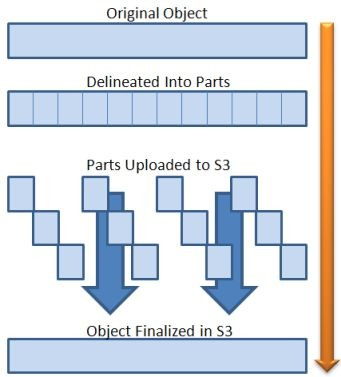 Original Object
Delineated Into Parts
Parts Uploaded to S3
Object Finalized in S3